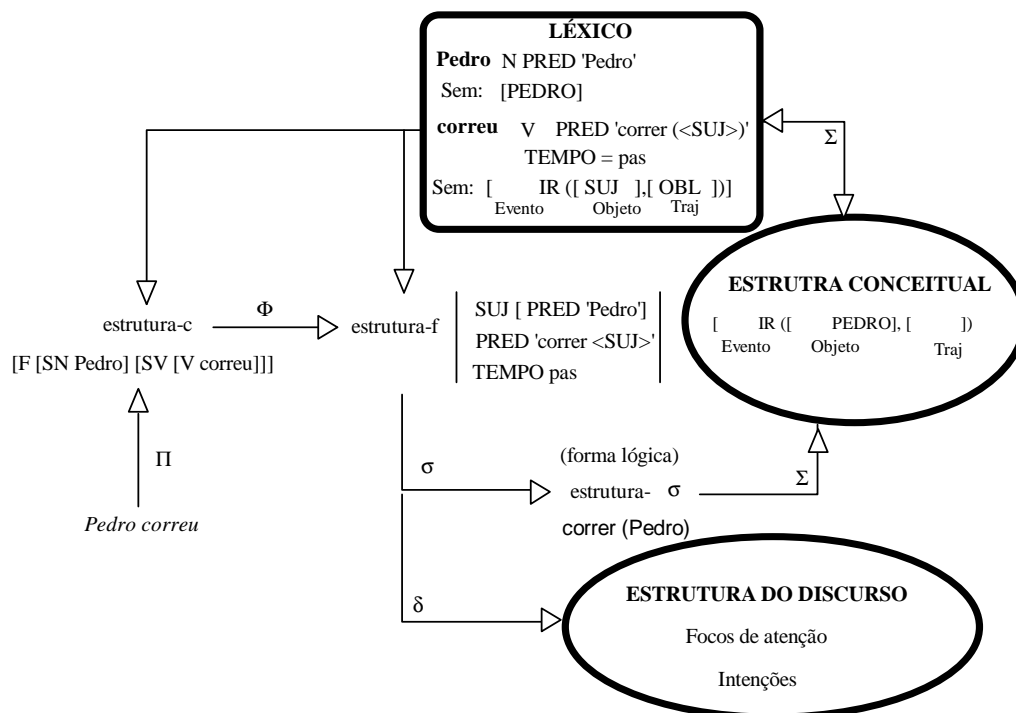 LÉXICO
Pedro N PRED 'Pedro'
Sem: [PEDRO]
correu V PRED 'correr (<SUJ>)'
TEMPO = pas
Sem: [ IR ([ SUJ ],[ OBL ])]
Evento Objeto Traj
Σ
ESTRUTRA CONCEITUAL
[ IR ([ PEDRO], [ ])
Evento Objeto Traj
estrutura-c
Φ
estrutura-f
SUJ [ PRED 'Pedro']
PRED 'correr <SUJ>'
TEMPO pas
[F [SN Pedro] [SV [V correu]]]
Π
Pedro correu
σ
(forma lógica)
estrutura- σ
correr (Pedro)
Σ
δ
ESTRUTURA DO DISCURSO
Focos de atenção
Intenções